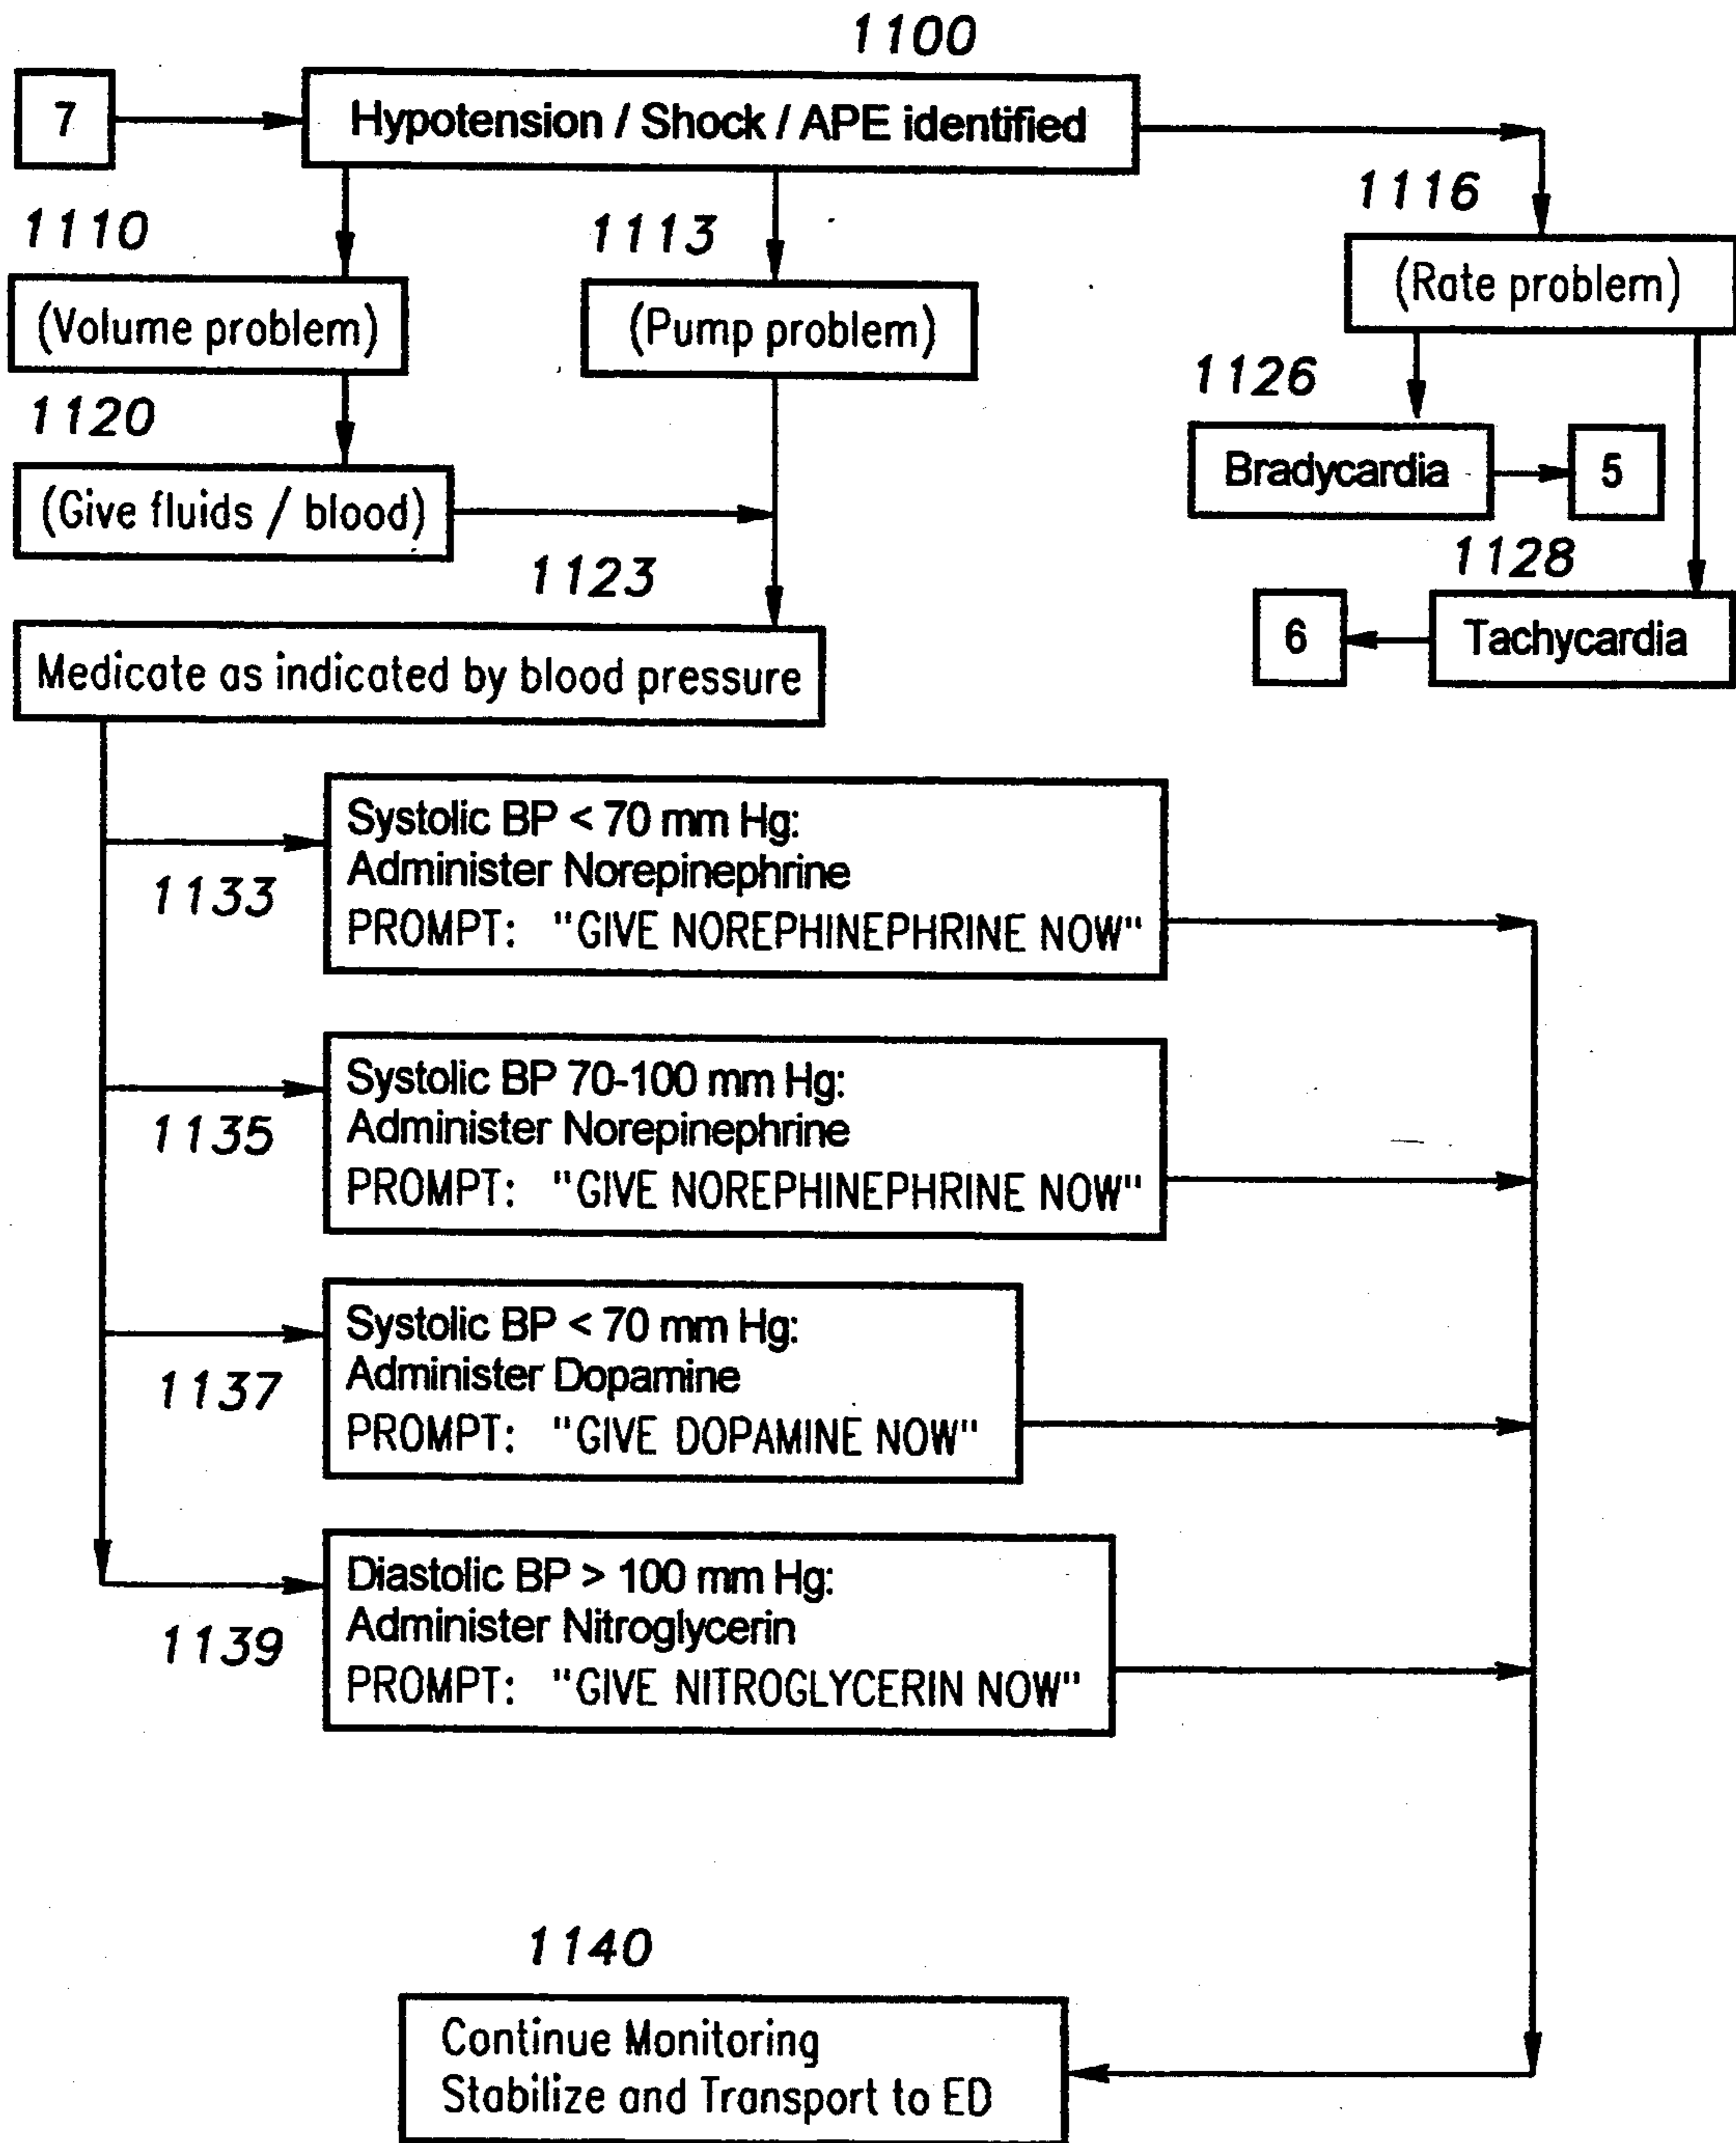 1100
7
Hypotension / Shock / APE identified
1110
1113
1116
(Volume problem)
(Pump problem)
(Rate problem)
1120
1126
(Give fluids / blood)
Bradycardia
5
1123
1128
Medicate as indicated by blood pressure
6
Tachycardia
Systolic BP < 70 mm Hg:
Administer Norepinephrine
PROMPT: "GIVE NOREPHINEPHRINE NOW"
1133
Systolic BP 70-100 mm Hg:
Administer Norepinephrine
PROMPT: "GIVE NOREPHINEPHRINE NOW"
1135
Systolic BP < 70 mm Hg:
Administer Dopamine
PROMPT: "GIVE DOPAMINE NOW"
1137
Diastolic BP > 100 mm Hg:
Administer Nitroglycerin
PROMPT: "GIVE NITROGLYCERIN NOW"
1139
1140
Continue Monitoring
Stabilize and Transport to ED